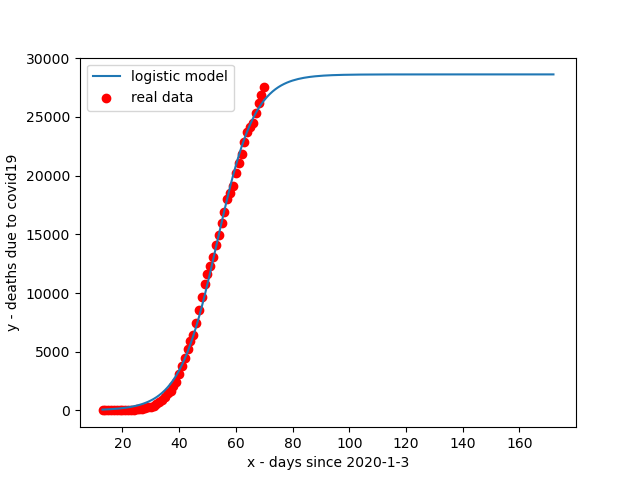 30000
25000
20000
15000
10000
5000
0
y - deaths due to covid19
logistic model
real data
20 40 60 80 100 120 140 160
x - days since 2020-1-3